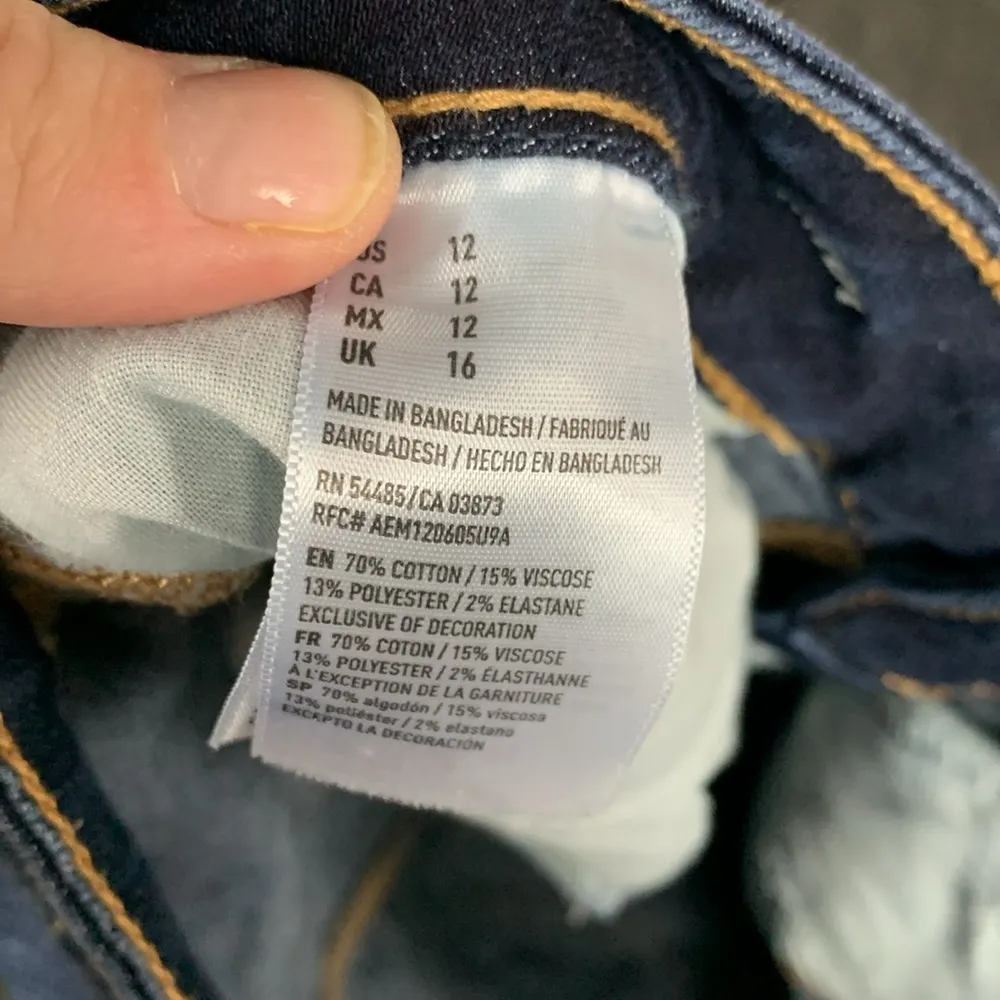 US 12
CA 12
MX 12
UK 16
MADE IN BANGLADESH / FABRIQUÉ AU
BANGLADESH / HECHO EN BANGLADESH
RN 54485/CA 03873
RFC# AEM120605U9A
EN 70% COTTON / 15% VISCOSE
13% POLYESTER / 2% ELASTANE
EXCLUSIVE OF DECORATION
FR 70% COTON / 15% VISCOSE
13% POLYESTER / 2% ÉLASTHANNE
À L'EXCEPTION DE LA GARNITURE
SP 70% algodón / 15% viscosa
13% poliéster / 2% elastano
EXCEPTO LA DECORACIÓN